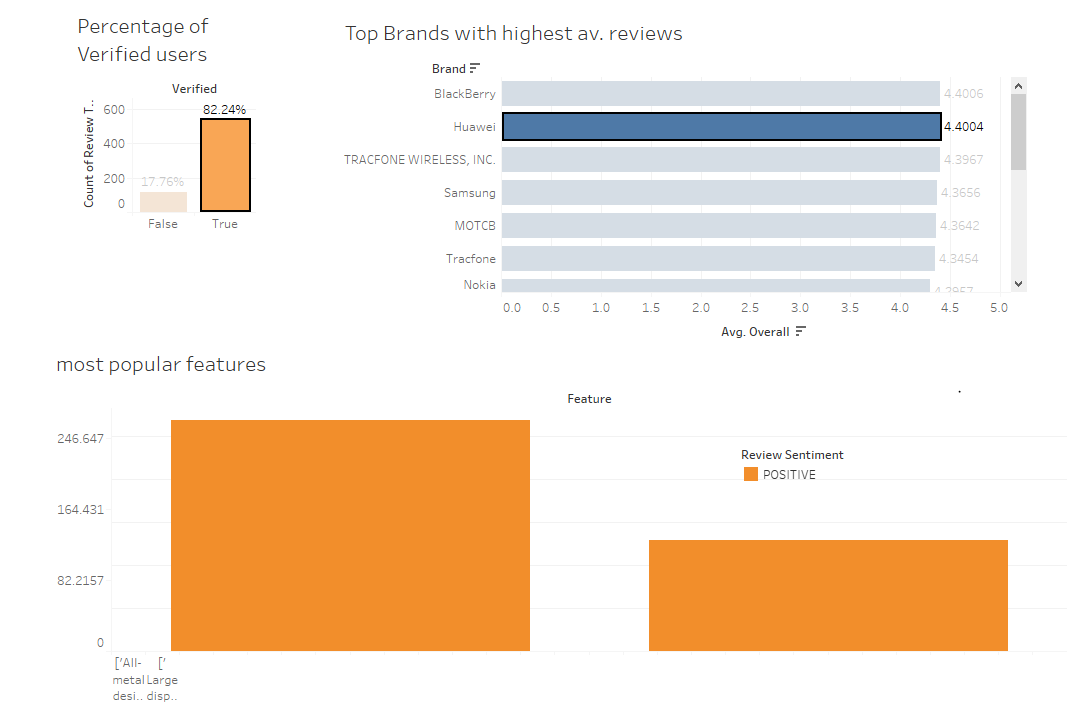 Percentage of
Verified users
Verified
Count of Review T..
600
400
200
0
17.76%
82.24%
False
True
Top Brands with highest av. reviews
Brand
BlackBerry
4.4006
Huawei
4.4004
TRACFONE WIRELESS, INC.
4.3967
Samsung
4.3656
MOTCB
4.3642
Tracfone
4.3454
Nokia
4.2957
0.0 0.5 1.0 1.5 2.0 2.5 3.0 3.5 4.0 4.5 5.0
Avg. Overall
most popular features
Feature
246.647
164.431
82.2157
0
Review Sentiment
POSITIVE
['All-
metal
desi..
['
Large
disp..